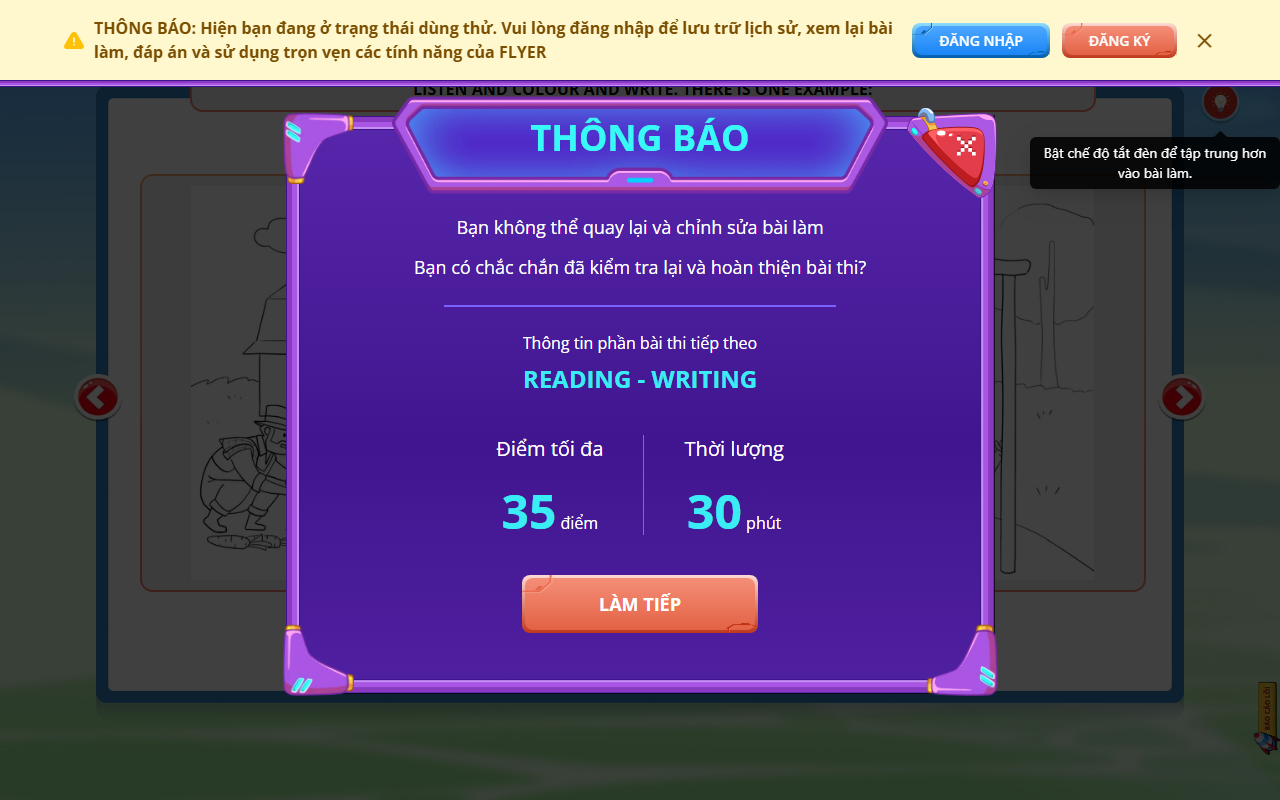 THÔNG BÁO: Hiện bạn đang ở trạng thái dùng thử. Vui lòng đăng nhập để lưu trữ lịch sử, xem lại bài
làm, đáp án và sử dụng trọn vẹn các tính năng của FLYER
ĐĂNG NHẬP
ĐĂNG KÝ
LISTEN AND COLOUR AND WRITE. THERE IS ONE EXAMPLE:
THÔNG BÁO
Bật chế độ tắt đèn để tập trung hơn
vào bài làm.
Bạn không thể quay lại và chỉnh sửa bài làm
Bạn có chắc chắn đã kiểm tra lại và hoàn thiện bài thi?
Thông tin phần bài thi tiếp theo
READING - WRITING
Điểm tối đa
Thời lượng
35 điểm
30 phút
LÀM TIẾP
BÁO CÁO LỖI